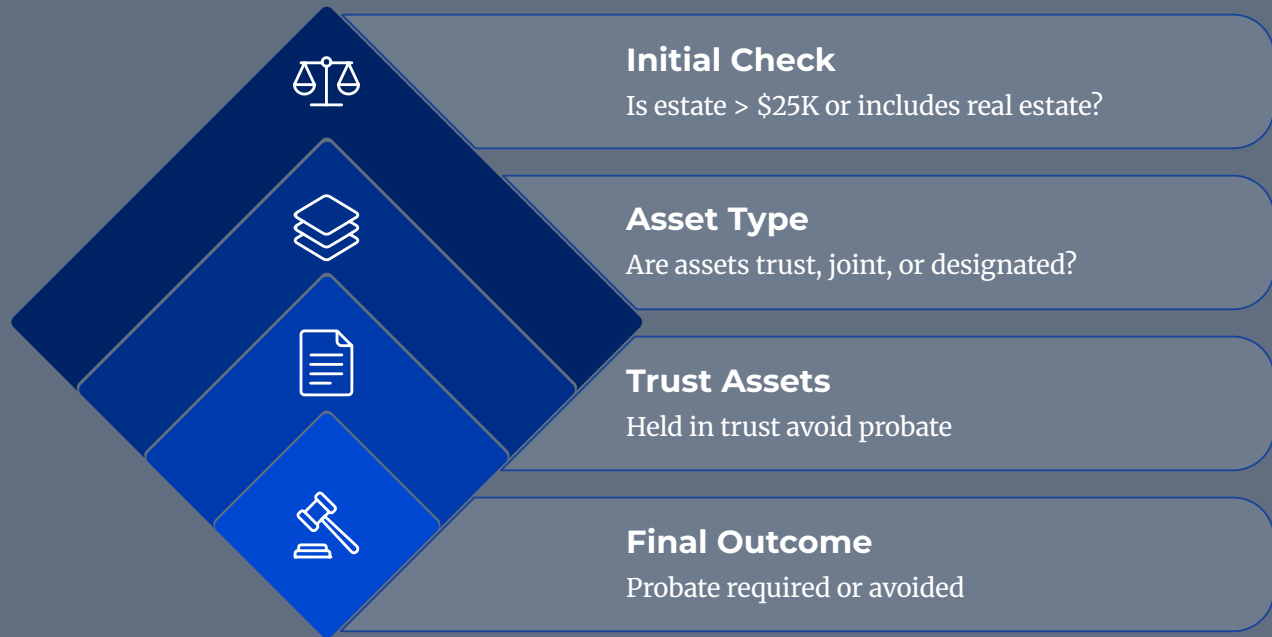 Initial Check
Is estate > $25K or includes real estate?
Asset Type
Are assets trust, joint, or designated?
Trust Assets
Held in trust avoid probate
Final Outcome
Probate required or avoided